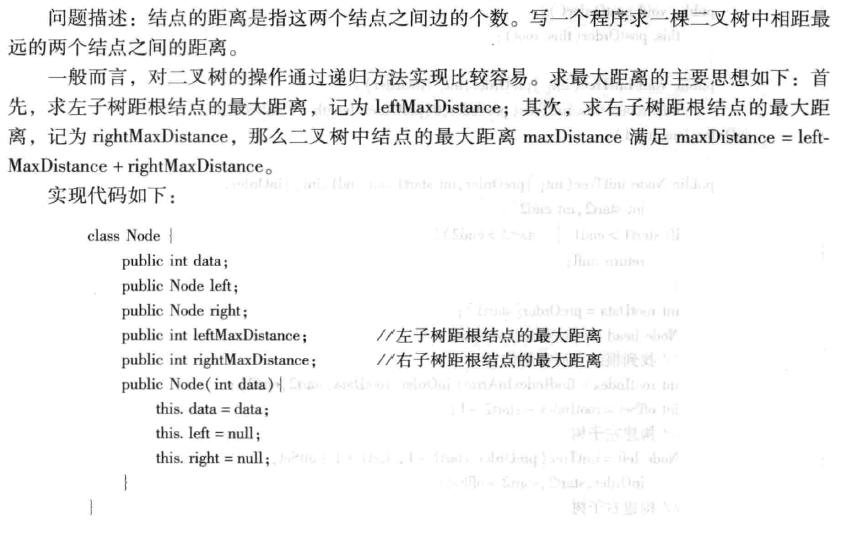 问题描述：结点的距离是指这两个结点之间边的个数。写一个程序求一棵二叉树中相距最
远的两个结点之间的距离。
一般而言，对二叉树的操作通过递归方法实现比较容易。求最大距离的主要思想如下：首
先，求左子树距根结点的最大距离，记为 leftMaxDistance；其次，求右子树距根结点的最大距
离，记为 rightMaxDistance，那么二叉树中结点的最大距离 maxDistance 满足 maxDistance = left-
MaxDistance + rightMaxDistance。
实现代码如下：
class Node {
public int data;
public Node left;
public Node right;
public int leftMaxDistance; //左子树距根结点的最大距离
public int rightMaxDistance; //右子树距根结点的最大距离
public Node(int data){
this. data = data;
this. left = null;
this. right = null;
}
}